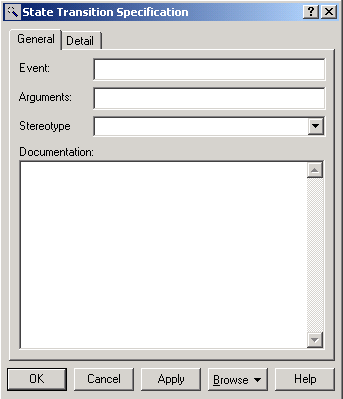 State Transition Specification
General Detail
Event:
Arguments:
Stereotype
Documentation:
OK Cancel Apply Browse Help